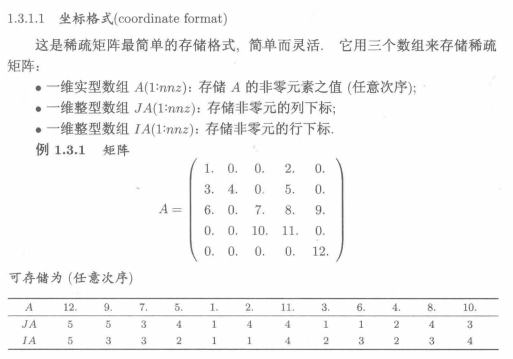 1.3.1.1 坐标格式(coordinate format)
这是稀疏矩阵最简单的存储格式, 简单而灵活. 它用三个数组来存储稀疏
矩阵:
• 一维实型数组 A(1:nnz): 存储 A 的非零元素之值 (任意次序);
• 一维整型数组 JA(1:nnz): 存储非零元的列下标;
• 一维整型数组 IA(1:nnz): 存储非零元的行下标.
例 1.3.1 矩阵
1. 0. 0. 2. 0.
3. 4. 0. 5. 0.
A = 6. 0. 7. 8. 9.
0. 0. 10. 11. 0.
0. 0. 0. 0. 12.
可存储为 (任意次序)
A 12. 9. 7. 5. 1. 2. 11. 3. 6. 4. 8. 10.
JA 5 5 3 4 1 4 4 1 1 2 4 3
IA 5 3 3 2 1 1 4 2 3 2 3 4